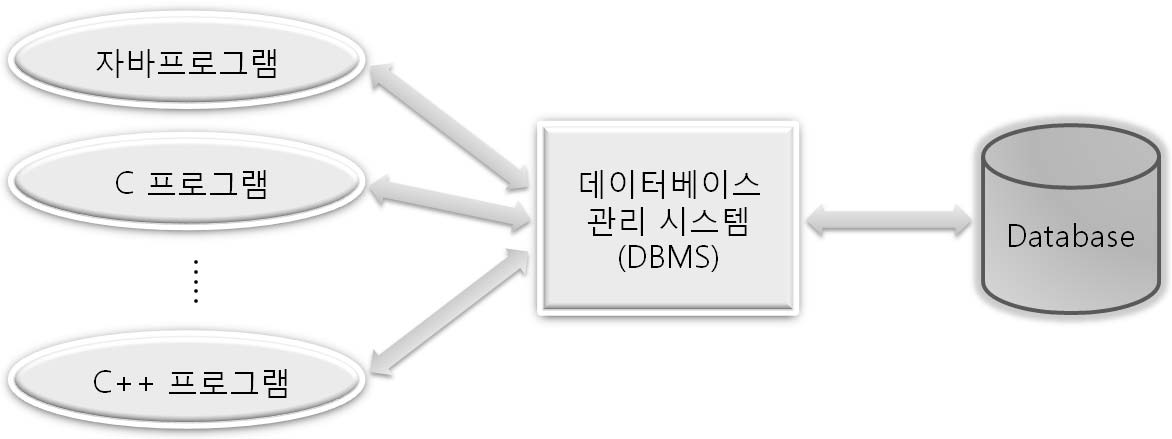 자바프로그램
C 프로그램
C++ 프로그램
데이터베이스
관리 시스템
(DBMS)
Database